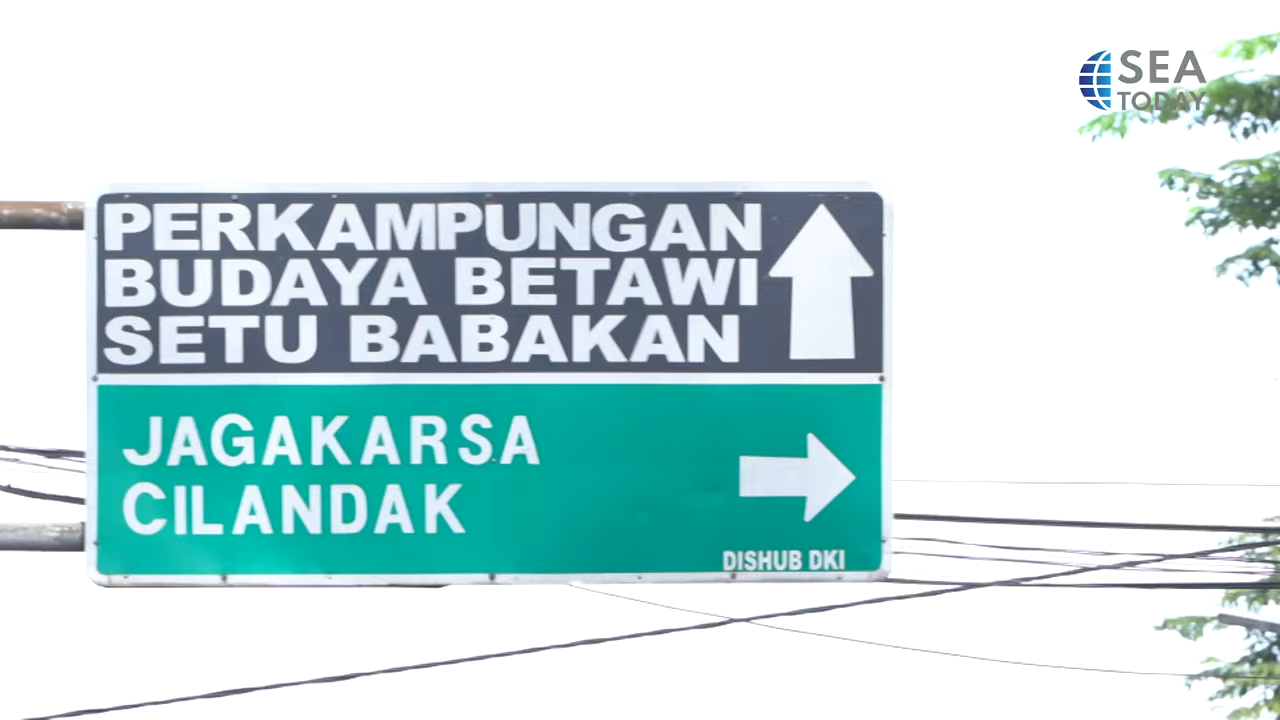 SEA
TODAY
PERKAMPUNGAN
BUDAYA BETAWI
SETU BABAKAN
JAGAKARSA
CILANDAK
DISHUB DKI